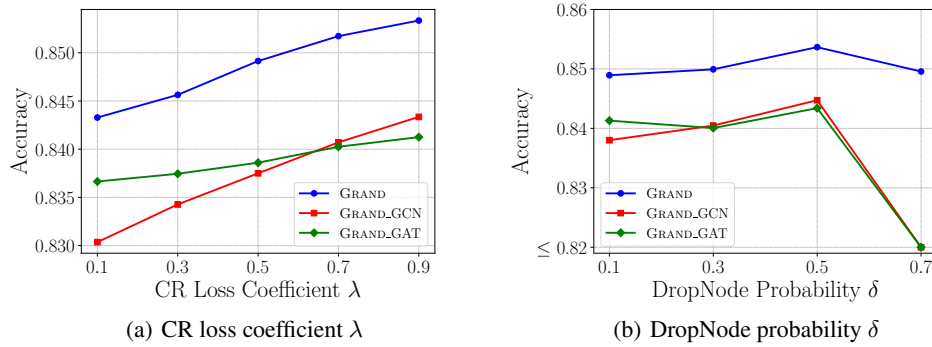 0.850
0.845
0.840
0.835
0.830
Accuracy
GRAND
GRAND_GCN
GRAND_GAT
0.1 0.3 0.5 0.7 0.9
CR Loss Coefficient λ
(a) CR loss coefficient λ
0.86
0.85
0.84
0.83
≤ 0.82
Accuracy
GRAND
GRAND_GCN
GRAND_GAT
0.1 0.3 0.5 0.7
DropNode Probability δ
(b) DropNode probability δ